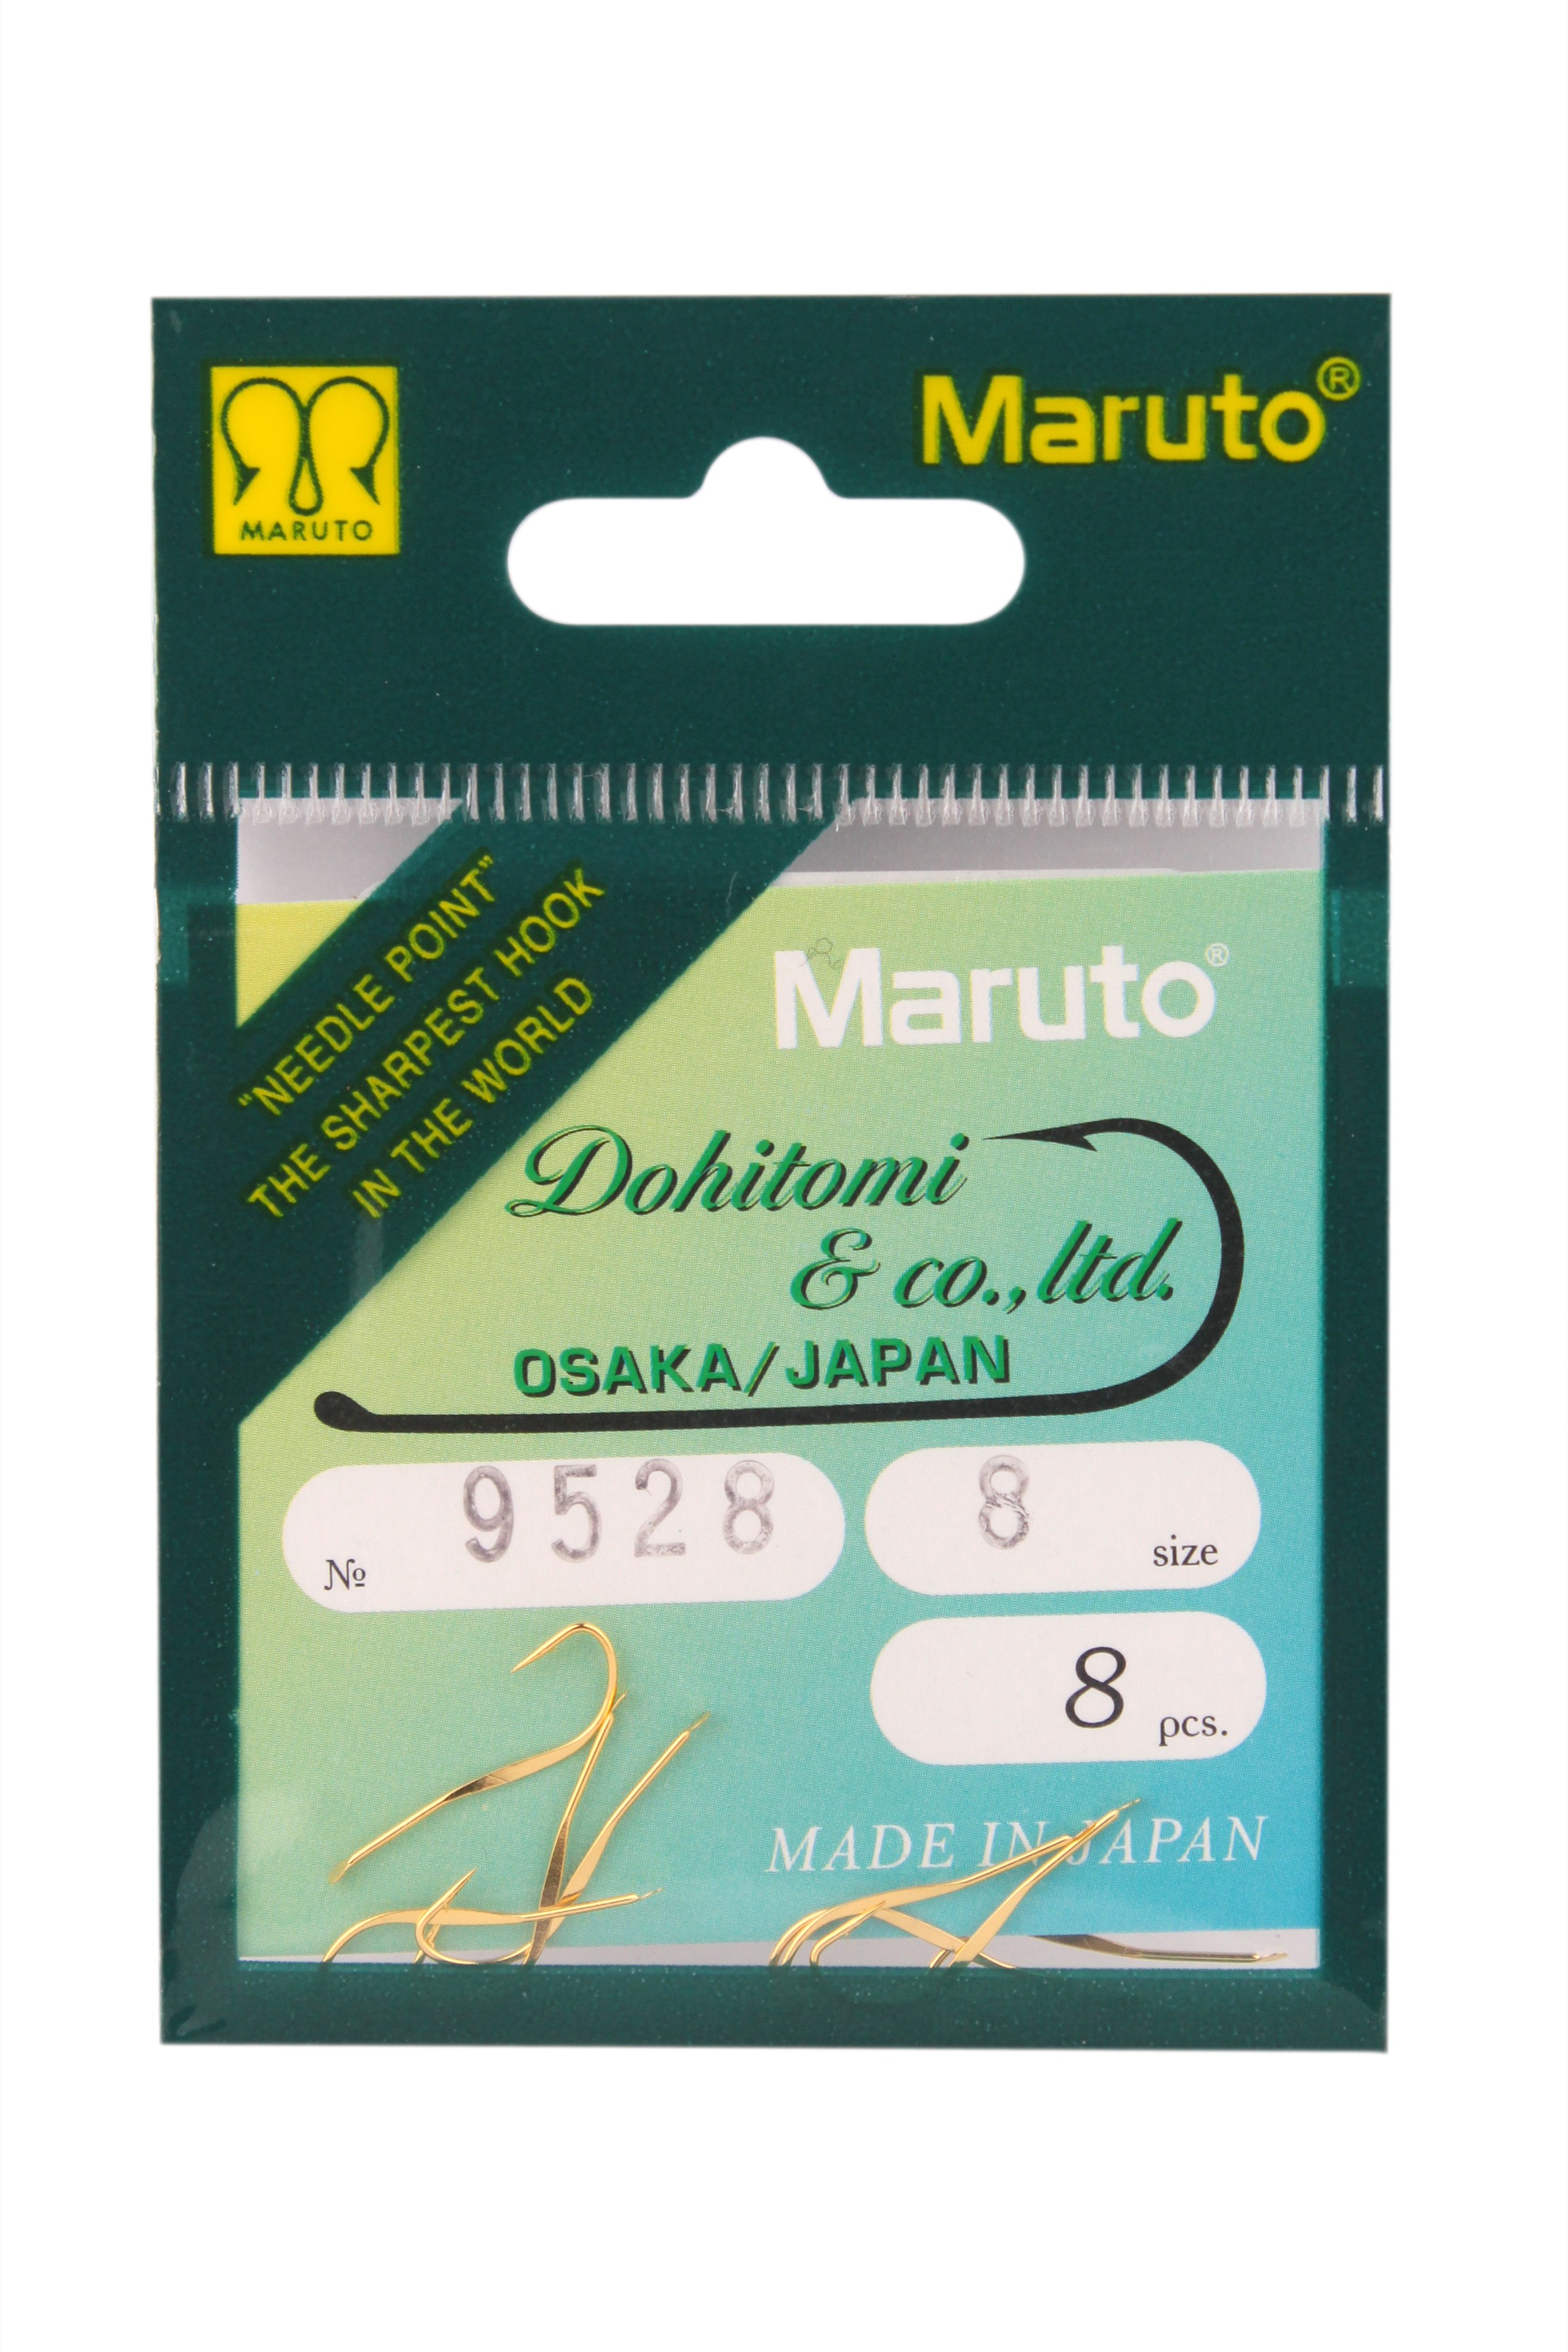 MARUTO
Maruto®
"NEEDLE POINT"
THE SHARPEST HOOK
IN THE WORLD
Maruto®
Dohitomi
& co.,ltd.
OSAKA/JAPAN
№ 9528
8 size
8 pcs.
MADE IN JAPAN